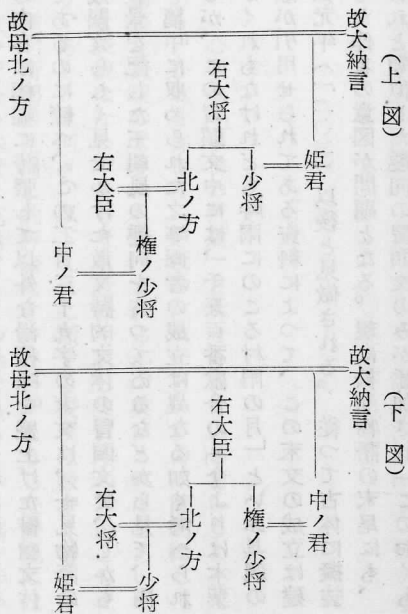 (上図)
故大納言
故母北ノ方
姫君
右大将
少将
北ノ方
右大臣
権ノ少将
中ノ君
(下図)
故大納言
故母北ノ方
中ノ君
右大臣
権ノ少将
北ノ方
右大将
少将
姫君